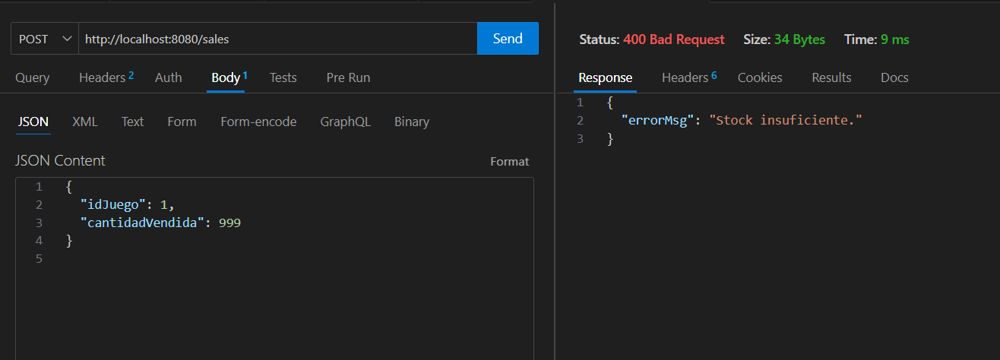 POST http://localhost:8080/sales Send
Query Headers 2 Auth Body 1 Tests Pre Run
JSON XML Text Form Form-encode GraphQL Binary
JSON Content Format
1 {
2 "idJuego": 1,
3 "cantidadVendida": 999
4 }
5
Status: 400 Bad Request Size: 34 Bytes Time: 9 ms
Response Headers 6 Cookies Results Docs
1 {
2 "errorMsg": "Stock insuficiente."
3 }